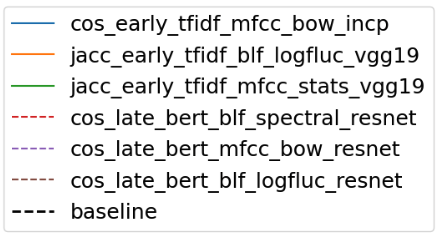 cos_early_tfidf_mfcc_bow_incp
jacc_early_tfidf_blf_logfluc_vgg19
jacc_early_tfidf_mfcc_stats_vgg19
cos_late_bert_blf_spectral_resnet
cos_late_bert_mfcc_bow_resnet
cos_late_bert_blf_logfluc_resnet
baseline